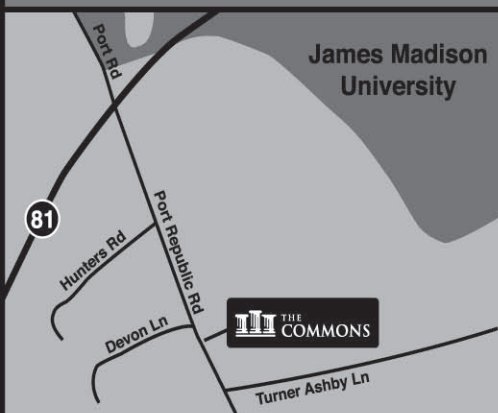 James Madison
University
Port Rd
81
Port Republic Rd
Hunters Rd
THE
COMMONS
Devon Ln
Turner Ashby Ln